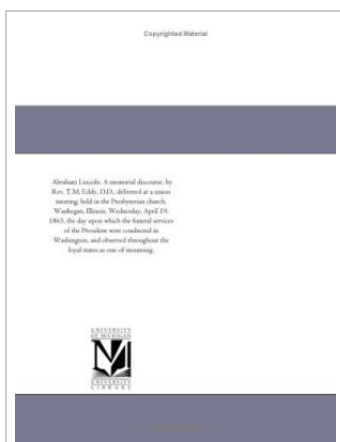 Copyrighted Material
Abraham Lincoln. A memorial discourse, by
Rev. T.M. Eddy, D.D., delivered at a union
meeting, held in the Presbyterian church,
Waukegan, Illinois, Wednesday, April 19,
1865, the day upon which the funeral services
of the President were conducted in
Washington, and observed throughout the
loyal states as one of mourning.
UNIVERSITY
OF MICHIGAN
M
UNIVERSITY
LIBRARY